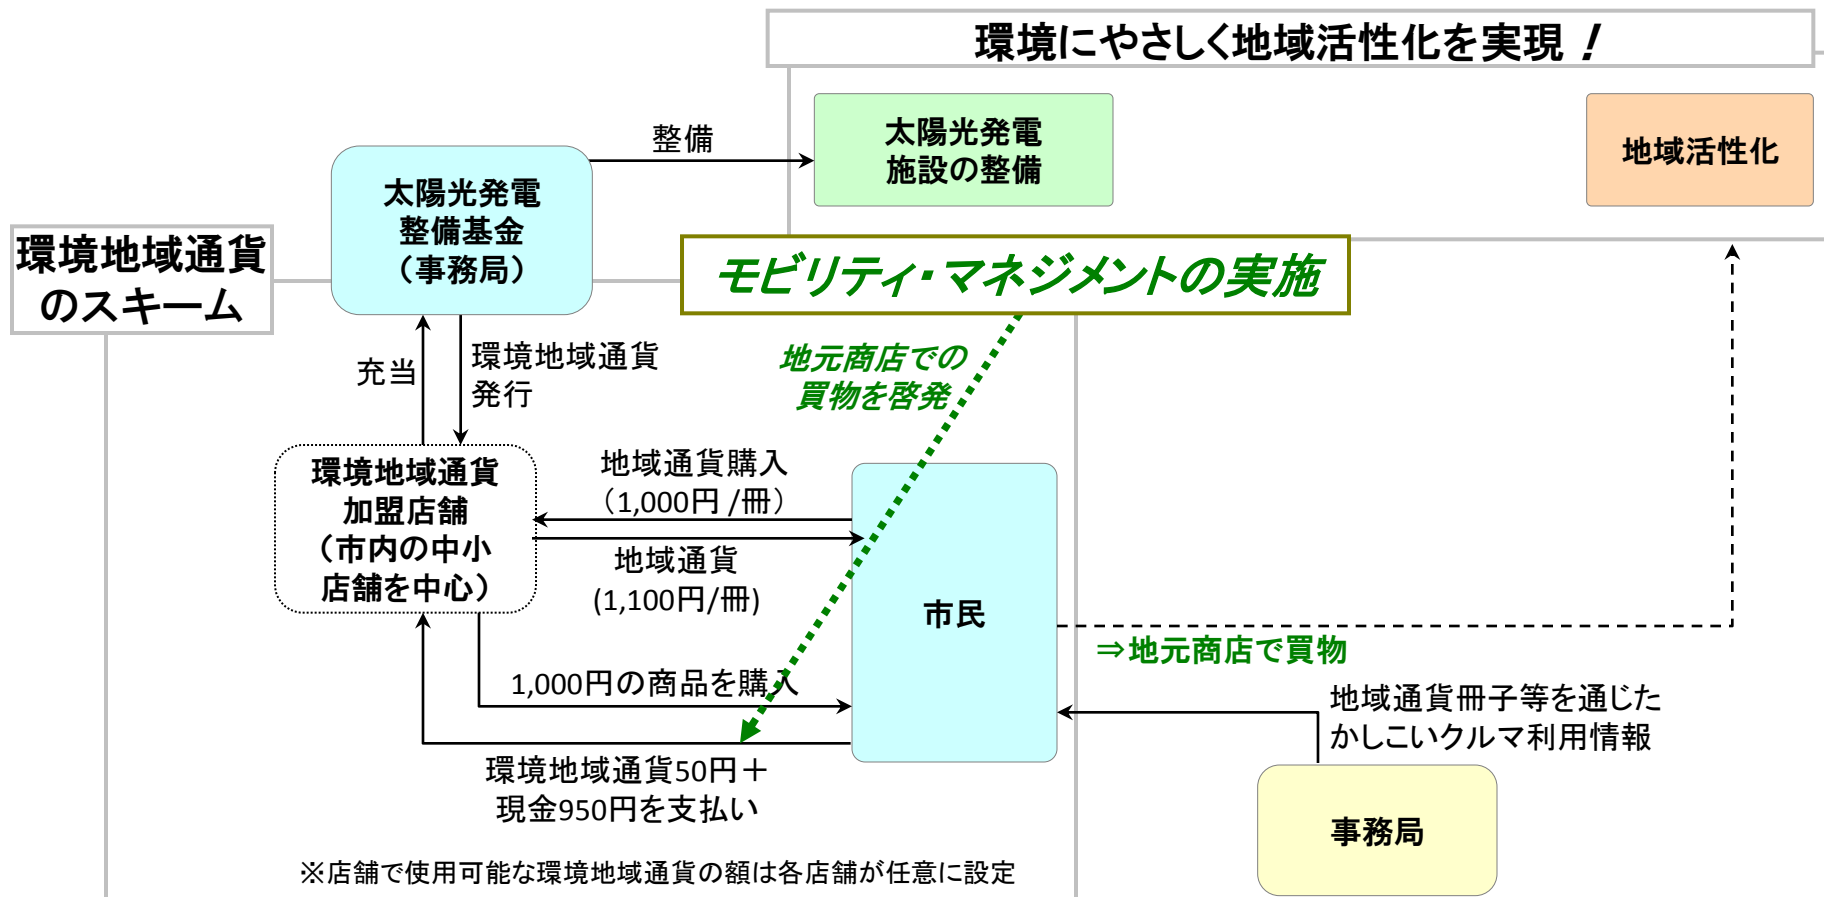 環境にやさしく地域活性化を実現！
太陽光発電
施設の整備
地域活性化
整備
太陽光発電
整備基金
（事務局）
環境地域通貨
のスキーム
モビリティ・マネジメントの実施
充当
環境地域通貨
発行
地元商店での
買物を啓発
環境地域通貨
加盟店舗
（市内の中小
店舗を中心）
地域通貨購入
（1,000円 /冊）
地域通貨
(1,100円/冊)
市民
⇒地元商店で買物
1,000円の商品を購入
環境地域通貨50円＋
現金950円を支払い
地域通貨冊子等を通じた
かしこいクルマ利用情報
事務局
※店舗で使用可能な環境地域通貨の額は各店舗が任意に設定